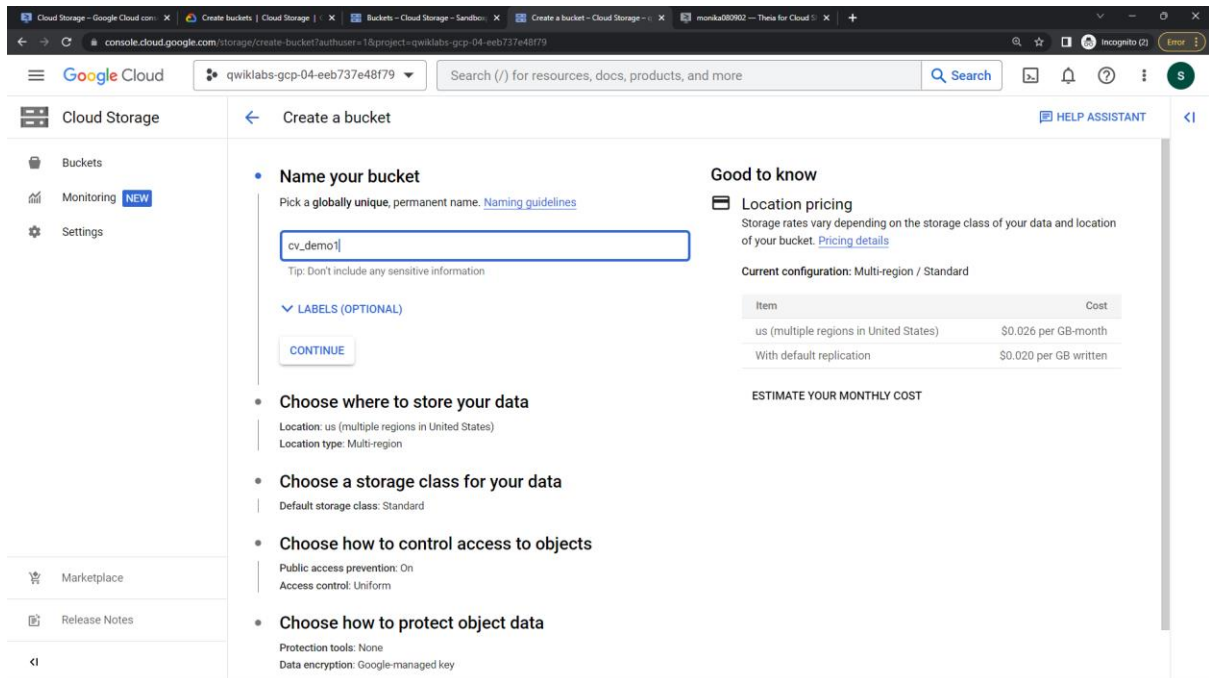 Cloud Storage – Google Cloud cons
Create buckets | Cloud Storage |
Buckets – Cloud Storage – Sandbox
Create a bucket – Cloud Storage – q
monika080902 — Theia for Cloud S
console.cloud.google.com/storage/create-bucket?authuser=1&project=qwiklabs-gcp-04-eeb737e48f79
Incognito (2)
Error
Google Cloud
qwiklabs-gcp-04-eeb737e48f79
Search (/) for resources, docs, products, and more
Search
S
Cloud Storage
Create a bucket
HELP ASSISTANT
Buckets
Monitoring NEW
Settings
Marketplace
Release Notes
Name your bucket
Pick a globally unique, permanent name. Naming guidelines
cv_demo1
Tip: Don't include any sensitive information
LABELS (OPTIONAL)
CONTINUE
Choose where to store your data
Location: us (multiple regions in United States)
Location type: Multi-region
Choose a storage class for your data
Default storage class: Standard
Choose how to control access to objects
Public access prevention: On
Access control: Uniform
Choose how to protect object data
Protection tools: None
Data encryption: Google-managed key
Good to know
Location pricing
Storage rates vary depending on the storage class of your data and location
of your bucket. Pricing details
Current configuration: Multi-region / Standard
Item Cost
us (multiple regions in United States) $0.026 per GB-month
With default replication $0.020 per GB written
ESTIMATE YOUR MONTHLY COST